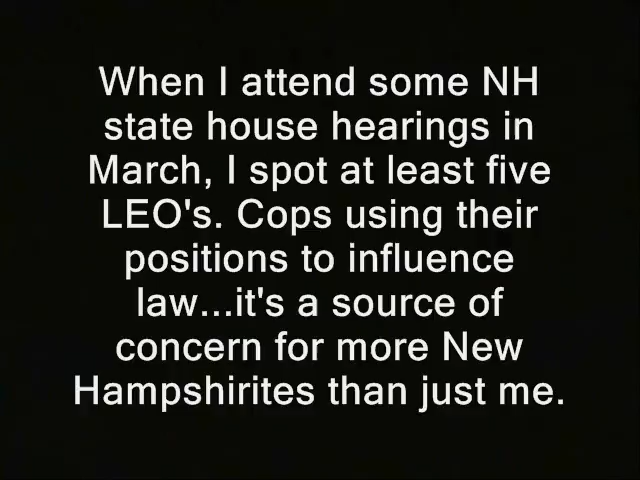 When I attend some NH
state house hearings in
March, I spot at least five
LEO's. Cops using their
positions to influence
law...it's a source of
concern for more New
Hampshirites than just me.